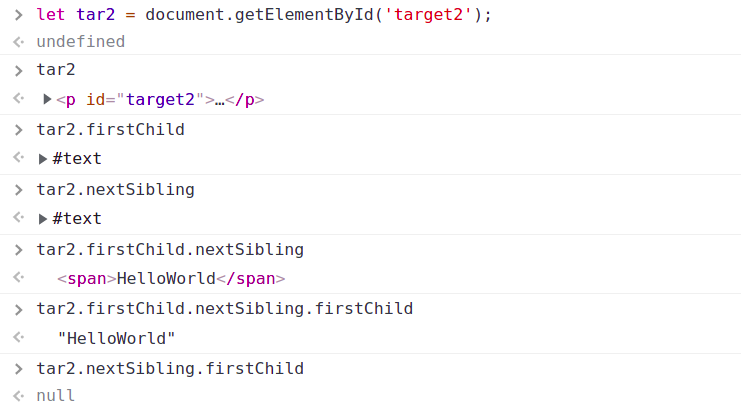 let tar2 = document.getElementById('target2');
undefined
tar2
<p id="target2">…</p>
tar2.firstChild
#text
tar2.nextSibling
#text
tar2.firstChild.nextSibling
<span>HelloWorld</span>
tar2.firstChild.nextSibling.firstChild
"HelloWorld"
tar2.nextSibling.firstChild
null